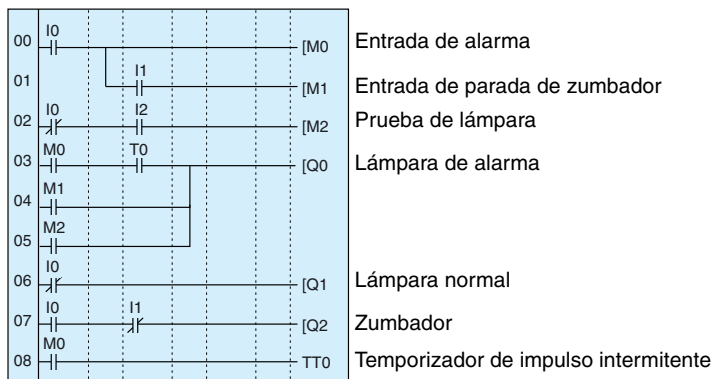 I0
00 [M0 Entrada de alarma
I1
01 [M1 Entrada de parada de zumbador
I0 I2
02 [M2 Prueba de lámpara
M0 T0
03 [Q0 Lámpara de alarma
M1
04
M2
05
I0
06 [Q1 Lámpara normal
I0 I1
07 [Q2 Zumbador
M0
08 TT0 Temporizador de impulso intermitente